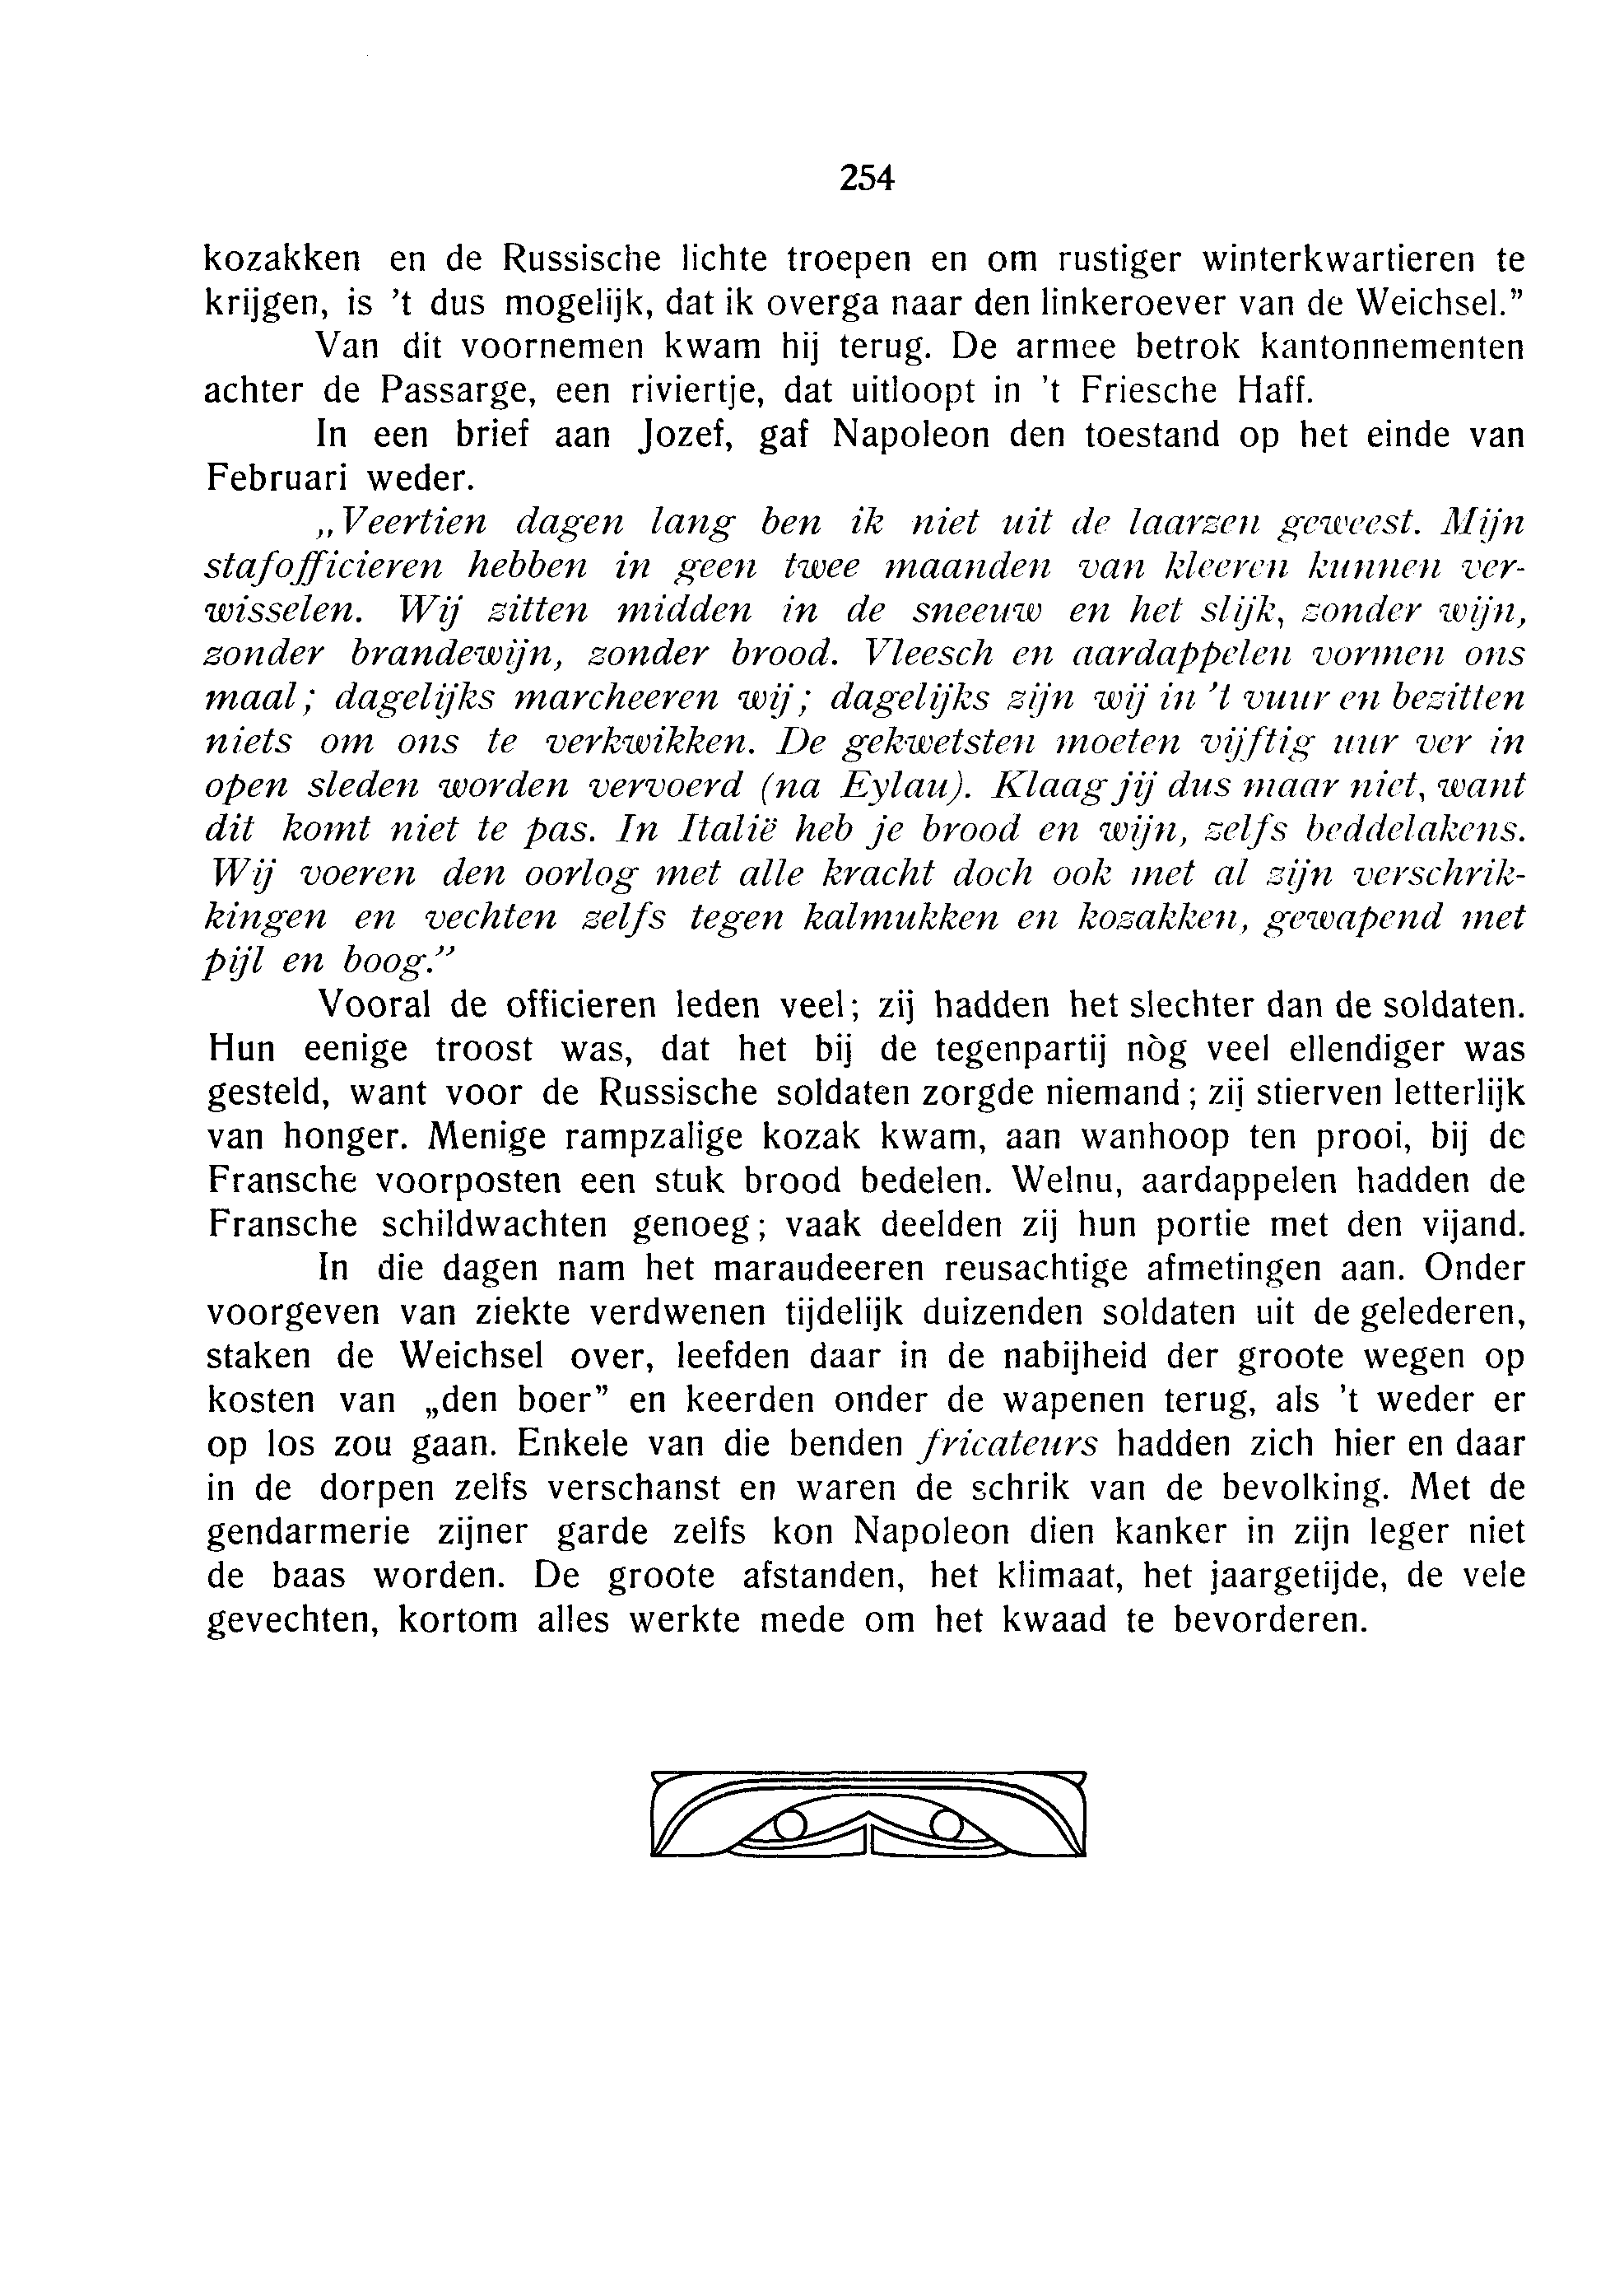 254
kozakken en de Russische lichte troepen en om rustiger winterkwartieren te
krijgen, is 't dus mogelijk, dat ik overga naar den linkeroever van de Weichsel.”
Van dit voornemen kwam hij terug. De armee betrok kantonnementen
achter de Passarge, een riviertje, dat uitloopt in 't Friesche Haff.
In een brief aan Jozef, gaf Napoleon den toestand op het einde van
Februari weder.
„Veertien dagen lang ben ik niet uit de laarzen geweest. Mijn
stafofficieren hebben in geen twee maanden van kleeren kunnen ver-
wisselen. Wij zitten midden in de sneeuw en het slijk, zonder wijn,
zonder brandewijn, zonder brood. Vleesch en aardappelen vormen ons
maal; dagelijks marcheeren wij; dagelijks zijn wij in 't vuur en bezitten
niets om ons te verkwikken. De gekwetsten moeten vijftig uur ver in
open sleden worden vervoerd (na Eylau). Klaag jij dus maar niet, want
dit komt niet te pas. In Italië heb je brood en wijn, zelfs beddelakens.
Wij voeren den oorlog met alle kracht doch ook met al zijn verschrik-
kingen en vechten zelfs tegen kalmukken en kozakken, gewapend met
pijl en boog.”
Vooral de officieren leden veel; zij hadden het slechter dan de soldaten.
Hun eenige troost was, dat het bij de tegenpartij nòg veel ellendiger was
gesteld, want voor de Russische soldaten zorgde niemand; zij stierven letterlijk
van honger. Menige rampzalige kozak kwam, aan wanhoop ten prooi, bij de
Fransche voorposten een stuk brood bedelen. Welnu, aardappelen hadden de
Fransche schildwachten genoeg; vaak deelden zij hun portie met den vijand.
In die dagen nam het maraudeeren reusachtige afmetingen aan. Onder
voorgeven van ziekte verdwenen tijdelijk duizenden soldaten uit de gelederen,
staken de Weichsel over, leefden daar in de nabijheid der groote wegen op
kosten van „den boer” en keerden onder de wapenen terug, als 't weder er
op los zou gaan. Enkele van die benden fricateurs hadden zich hier en daar
in de dorpen zelfs verschanst en waren de schrik van de bevolking. Met de
gendarmerie zijner garde zelfs kon Napoleon dien kanker in zijn leger niet
de baas worden. De groote afstanden, het klimaat, het jaargetijde, de vele
gevechten, kortom alles werkte mede om het kwaad te bevorderen.